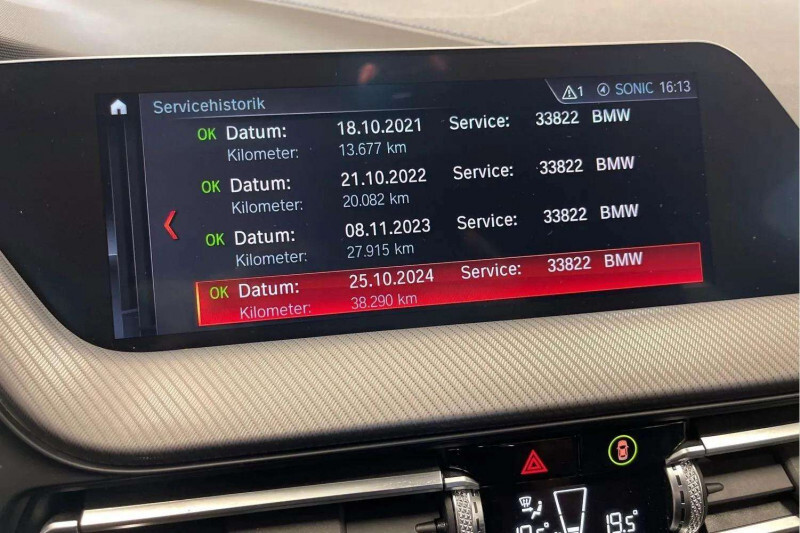 Servicehistorik
1 SONIC 16:13
OK Datum: 18.10.2021 Service: 33822 BMW
Kilometer: 13.677 km
OK Datum: 21.10.2022 Service: 33822 BMW
Kilometer: 20.082 km
OK Datum: 08.11.2023 Service: 33822 BMW
Kilometer: 27.915 km
OK Datum: 25.10.2024 Service: 33822 BMW
Kilometer: 38.290 km
19.5°